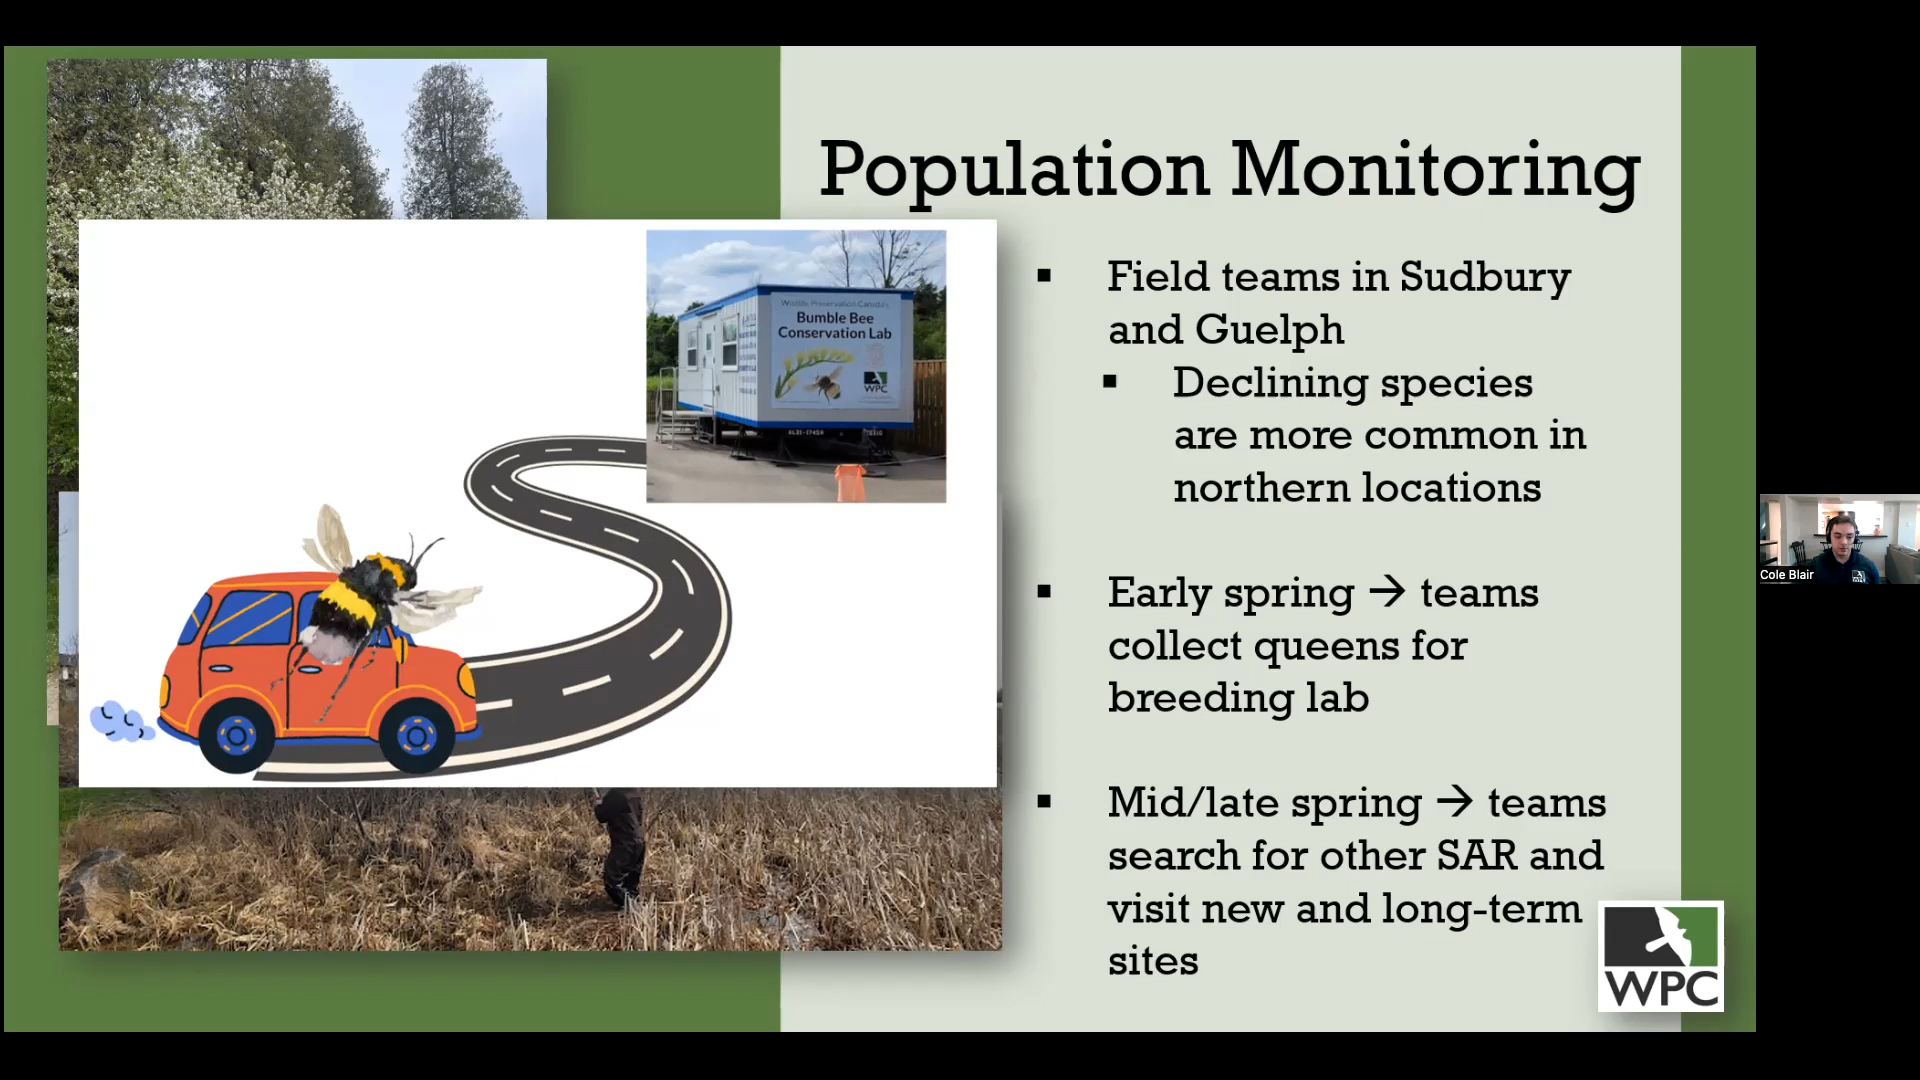 Population Monitoring
Wildlife Preservation Canada's
Bumble Bee
Conservation Lab
WPC
▪ Field teams in Sudbury
and Guelph
▪ Declining species
are more common in
northern locations
▪ Early spring → teams
collect queens for
breeding lab
▪ Mid/late spring → teams
search for other SAR and
visit new and long-term
sites
WPC
Cole Blair